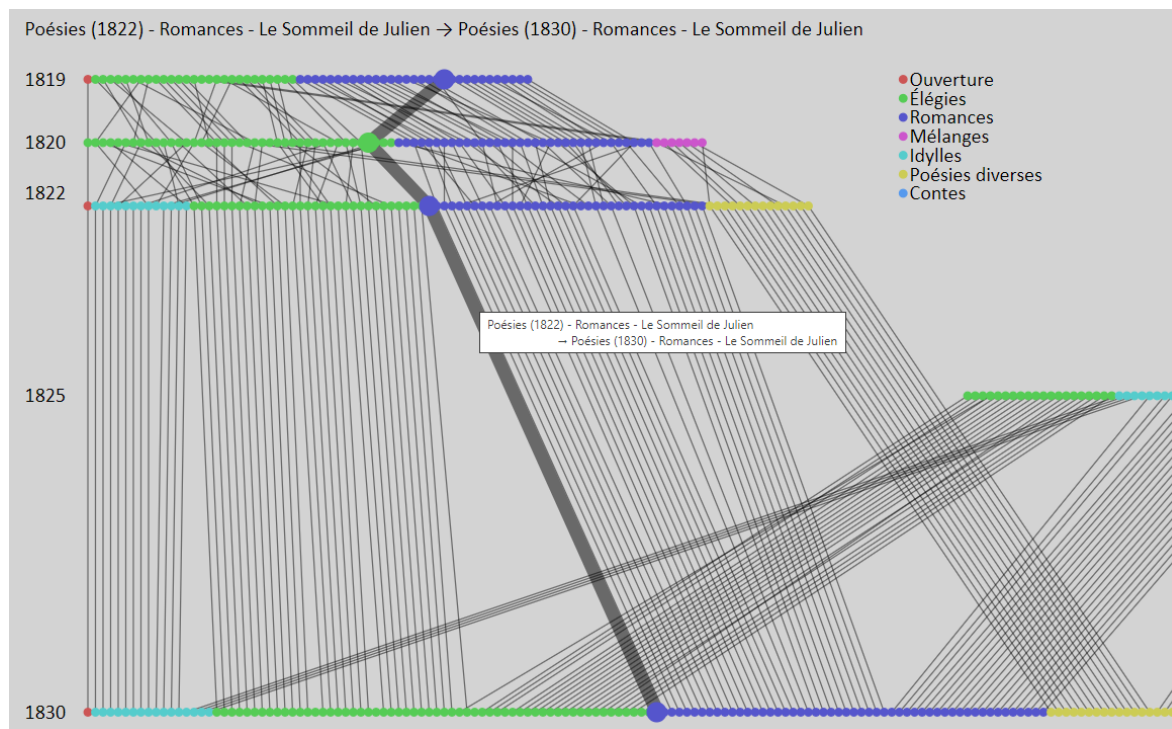 Poésies (1822) - Romances - Le Sommeil de Julien → Poésies (1830) - Romances - Le Sommeil de Julien
1819
1820
1822
1825
1830
Ouverture
Élégies
Romances
Mélanges
Idylles
Poésies diverses
Contes
Poésies (1822) - Romances - Le Sommeil de Julien
→ Poésies (1830) - Romances - Le Sommeil de Julien